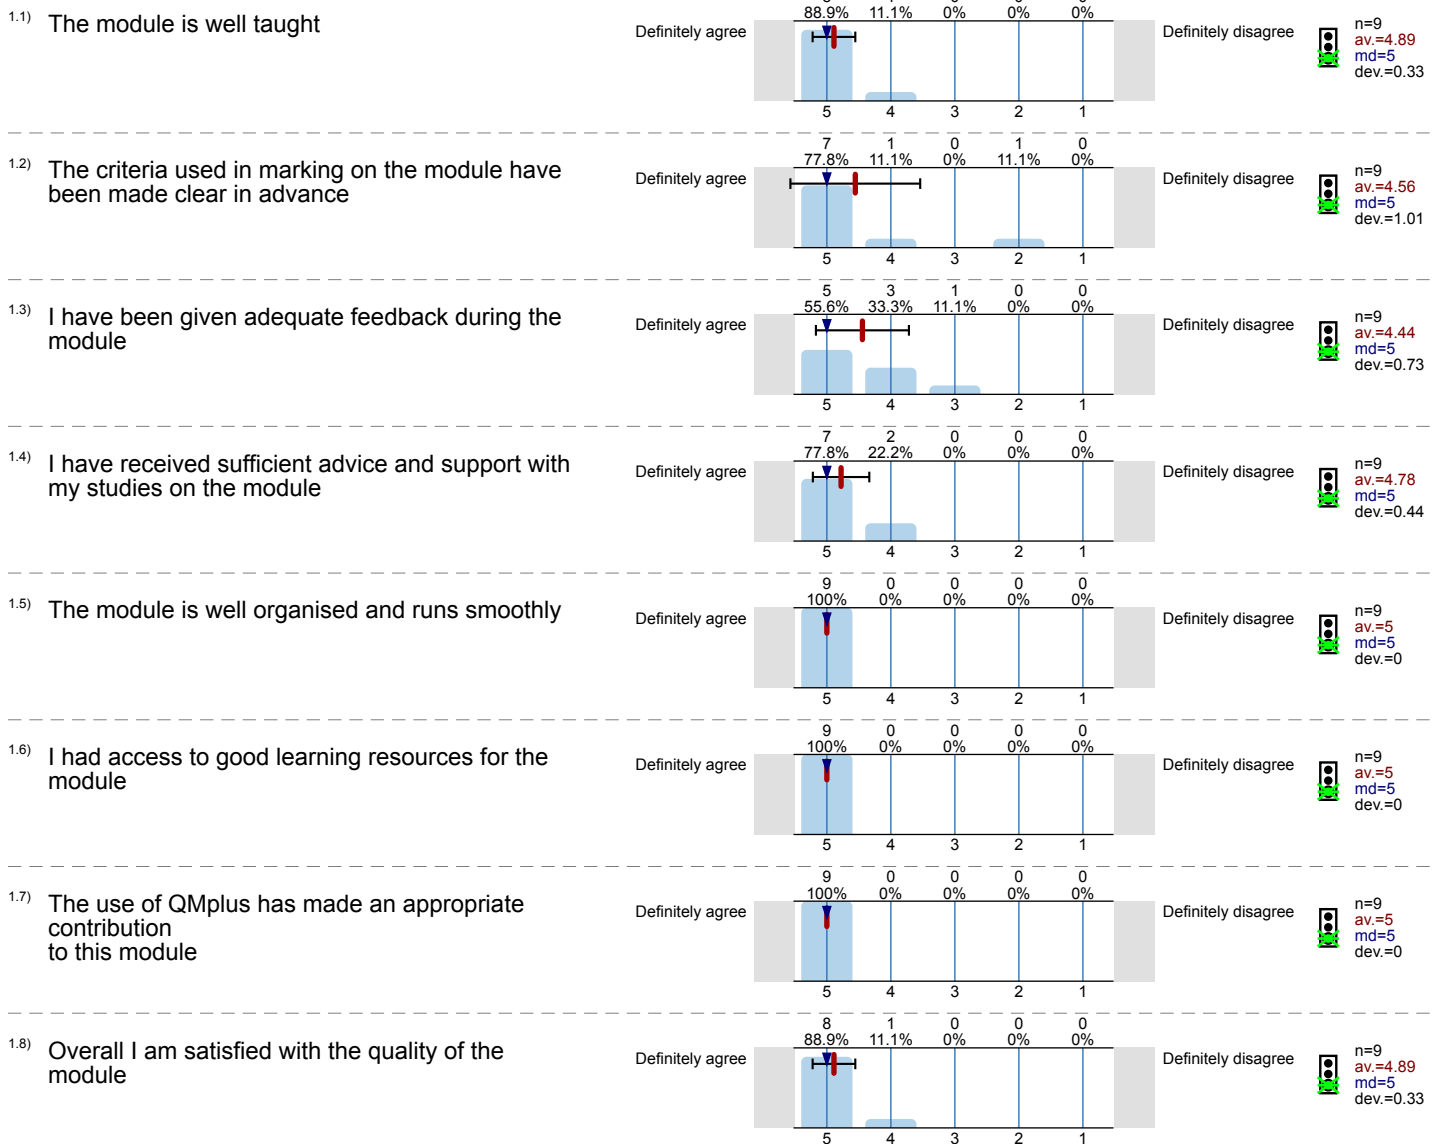 1.1) The module is well taught
Definitely agree
88.9% 11.1% 0% 0% 0%
5 4 3 2 1
Definitely disagree
n=9
av.=4.89
md=5
dev.=0.33
1.2) The criteria used in marking on the module have
been made clear in advance
Definitely agree
7 1 0 1 0
77.8% 11.1% 0% 11.1% 0%
5 4 3 2 1
Definitely disagree
n=9
av.=4.56
md=5
dev.=1.01
1.3) I have been given adequate feedback during the
module
Definitely agree
5 3 1 0 0
55.6% 33.3% 11.1% 0% 0%
5 4 3 2 1
Definitely disagree
n=9
av.=4.44
md=5
dev.=0.73
1.4) I have received sufficient advice and support with
my studies on the module
Definitely agree
7 2 0 0 0
77.8% 22.2% 0% 0% 0%
5 4 3 2 1
Definitely disagree
n=9
av.=4.78
md=5
dev.=0.44
1.5) The module is well organised and runs smoothly
Definitely agree
9 0 0 0 0
100% 0% 0% 0% 0%
5 4 3 2 1
Definitely disagree
n=9
av.=5
md=5
dev.=0
1.6) I had access to good learning resources for the
module
Definitely agree
9 0 0 0 0
100% 0% 0% 0% 0%
5 4 3 2 1
Definitely disagree
n=9
av.=5
md=5
dev.=0
1.7) The use of QMplus has made an appropriate
contribution
to this module
Definitely agree
9 0 0 0 0
100% 0% 0% 0% 0%
5 4 3 2 1
Definitely disagree
n=9
av.=5
md=5
dev.=0
1.8) Overall I am satisfied with the quality of the
module
Definitely agree
8 1 0 0 0
88.9% 11.1% 0% 0% 0%
5 4 3 2 1
Definitely disagree
n=9
av.=4.89
md=5
dev.=0.33